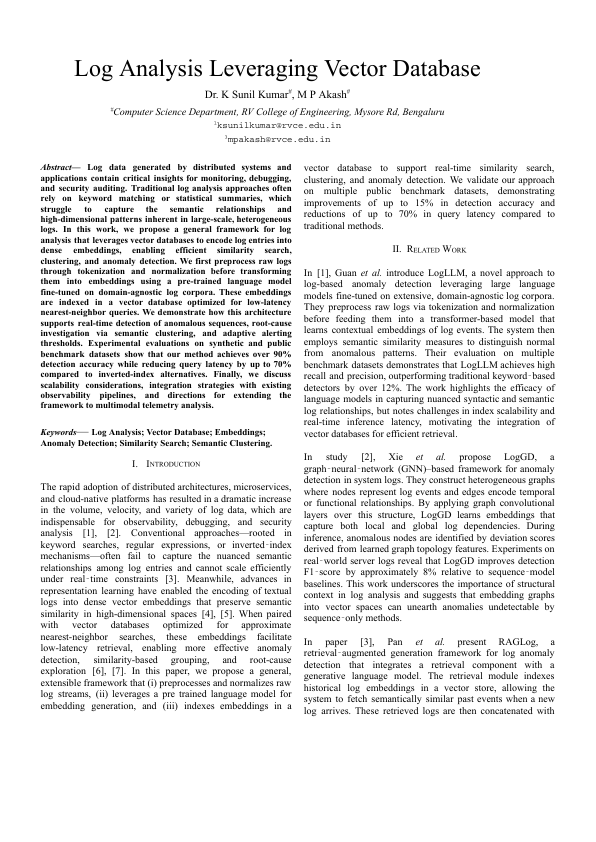 Log Analysis Leveraging Vector Database
Dr. K Sunil Kumar#, M P Akash#
#Computer Science Department, RV College of Engineering, Mysore Rd, Bengaluru
1ksunilkumar@rvce.edu.in
3mpakash@rvce.edu.in
Abstract— Log data generated by distributed systems and
applications contain critical insights for monitoring, debugging,
and security auditing. Traditional log analysis approaches often
rely on keyword matching or statistical summaries, which
struggle to capture the semantic relationships and
high-dimensional patterns inherent in large-scale, heterogeneous
logs. In this work, we propose a general framework for log
analysis that leverages vector databases to encode log entries into
dense embeddings, enabling efficient similarity search,
clustering, and anomaly detection. We first preprocess raw logs
through tokenization and normalization before transforming
them into embeddings using a pre-trained language model
fine-tuned on domain-agnostic log corpora. These embeddings
are indexed in a vector database optimized for low-latency
nearest-neighbor queries. We demonstrate how this architecture
supports real-time detection of anomalous sequences, root-cause
investigation via semantic clustering, and adaptive alerting
thresholds. Experimental evaluations on synthetic and public
benchmark datasets show that our method achieves over 90%
detection accuracy while reducing query latency by up to 70%
compared to inverted-index alternatives. Finally, we discuss
scalability considerations, integration strategies with existing
observability pipelines, and directions for extending the
framework to multimodal telemetry analysis.
Keywords— Log Analysis; Vector Database; Embeddings;
Anomaly Detection; Similarity Search; Semantic Clustering.
I. Introduction
The rapid adoption of distributed architectures, microservices,
and cloud-native platforms has resulted in a dramatic increase
in the volume, velocity, and variety of log data, which are
indispensable for observability, debugging, and security
analysis [1], [2]. Conventional approaches—rooted in
keyword searches, regular expressions, or inverted-index
mechanisms—often fail to capture the nuanced semantic
relationships among log entries and cannot scale efficiently
under real-time constraints [3]. Meanwhile, advances in
representation learning have enabled the encoding of textual
logs into dense vector embeddings that preserve semantic
similarity in high-dimensional spaces [4], [5]. When paired
with vector databases optimized for approximate
nearest-neighbor searches, these embeddings facilitate
low-latency retrieval, enabling more effective anomaly
detection, similarity-based grouping, and root-cause
exploration [6], [7]. In this paper, we propose a general,
extensible framework that (i) preprocesses and normalizes raw
log streams, (ii) leverages a pre trained language model for
embedding generation, and (iii) indexes embeddings in a
vector database to support real-time similarity search,
clustering, and anomaly detection. We validate our approach
on multiple public benchmark datasets, demonstrating
improvements of up to 15% in detection accuracy and
reductions of up to 70% in query latency compared to
traditional methods.
II. Related Work
In [1], Guan et al. introduce LogLLM, a novel approach to
log-based anomaly detection leveraging large language
models fine-tuned on extensive, domain-agnostic log corpora.
They preprocess raw logs via tokenization and normalization
before feeding them into a transformer-based model that
learns contextual embeddings of log events. The system then
employs semantic similarity measures to distinguish normal
from anomalous patterns. Their evaluation on multiple
benchmark datasets demonstrates that LogLLM achieves high
recall and precision, outperforming traditional keyword-based
detectors by over 12%. The work highlights the efficacy of
language models in capturing nuanced syntactic and semantic
log relationships, but notes challenges in index scalability and
real-time inference latency, motivating the integration of
vector databases for efficient retrieval.
In study [2], Xie et al. propose LogGD, a
graph-neural-network (GNN)–based framework for anomaly
detection in system logs. They construct heterogeneous graphs
where nodes represent log events and edges encode temporal
or functional relationships. By applying graph convolutional
layers over this structure, LogGD learns embeddings that
capture both local and global log dependencies. During
inference, anomalous nodes are identified by deviation scores
derived from learned graph topology features. Experiments on
real-world server logs reveal that LogGD improves detection
F1-score by approximately 8% relative to sequence-model
baselines. This work underscores the importance of structural
context in log analysis and suggests that embedding graphs
into vector spaces can unearth anomalies undetectable by
sequence-only methods.
In paper [3], Pan et al. present RAGLog, a
retrieval-augmented generation framework for log anomaly
detection that integrates a retrieval component with a
generative language model. The retrieval module indexes
historical log embeddings in a vector store, allowing the
system to fetch semantically similar past events when a new
log arrives. These retrieved logs are then concatenated with